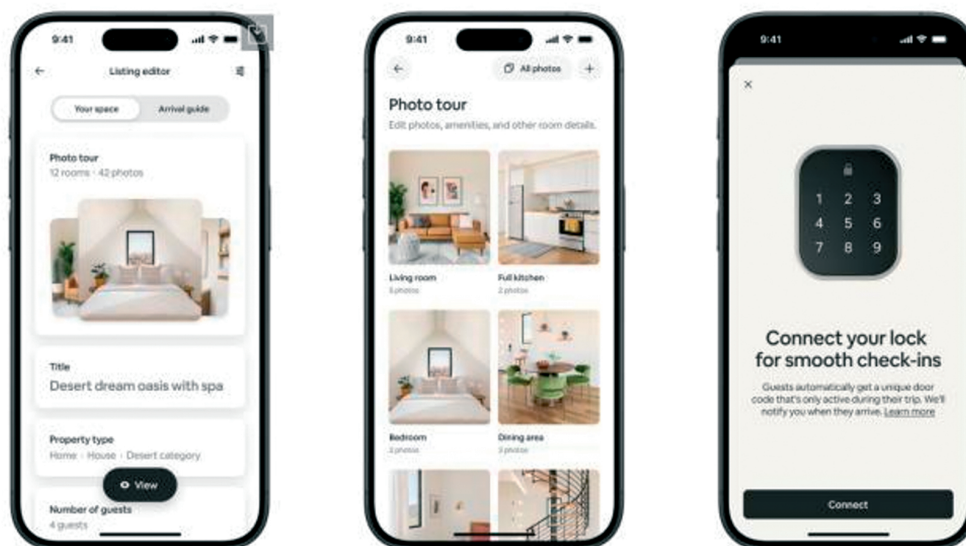 9:41
Listing editor
Your space
Arrival guide
Photo tour
12 rooms · 42 photos
Title
Desert dream oasis with spa
Property type
Home › House › Desert category
View
Number of guests
4 guests
9:41
All photos
Photo tour
Edit photos, amenities, and other room details.
Living room
5 photos
Full kitchen
2 photos
Bedroom
Dining area
3 photos
9:41
1 2 3
4 5 6
7 8 9
Connect your lock
for smooth check-ins
Guests automatically get a unique door
code that's only active during their trip. We'll
notify you when they arrive. Learn more
Connect